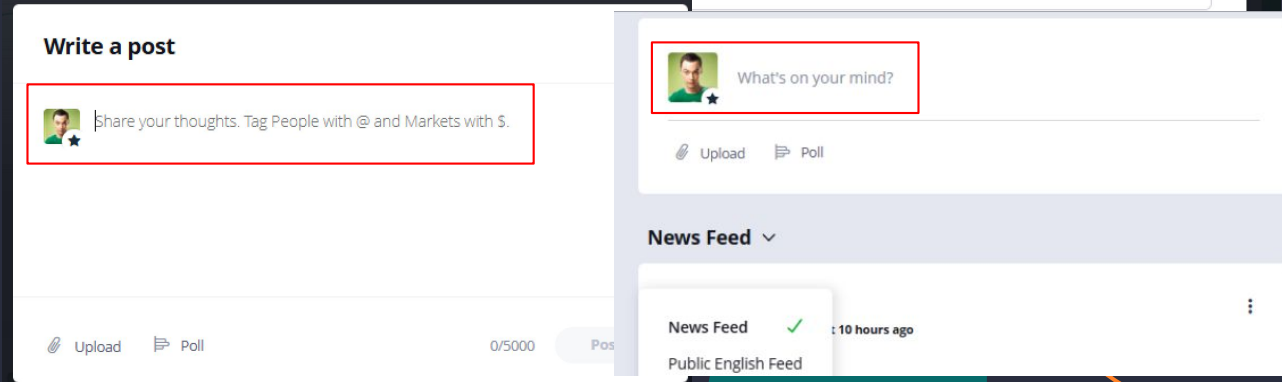 Write a post
Share your thoughts. Tag People with @ and Markets with $.
Upload
Poll
0/5000
What's on your mind?
Upload
Poll
News Feed
10 hours ago
News Feed
Public English Feed